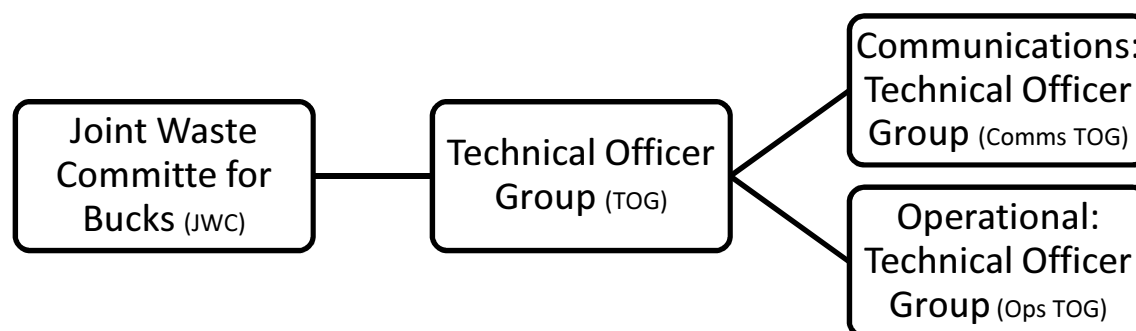 Joint Waste
Committe for
Bucks (JWC)
Technical Officer
Group (TOG)
Communications:
Technical Officer
Group (Comms TOG)
Operational:
Technical Officer
Group (Ops TOG)